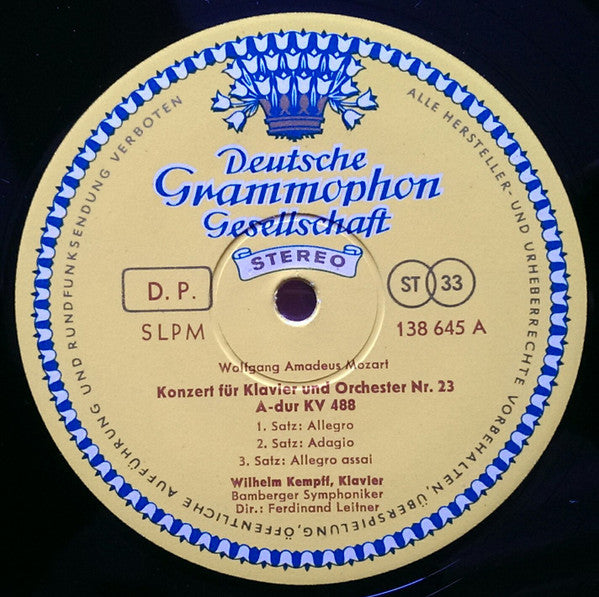 Deutsche
Grammophon
Gesellschaft
STEREO
D. P.
ST 33
SLPM
138 645 A
Wolfgang Amadeus Mozart
Konzert für Klavier und Orchester Nr. 23
A-dur KV 488
1. Satz: Allegro
2. Satz: Adagio
3. Satz: Allegro assai
Wilhelm Kempff, Klavier
Bamberger Symphoniker
Dir.: Ferdinand Leitner
ALLE HERSTELLER- UND URHEBERRECHTE VORBEHALTEN, ÜBERSPIELUNG, ÖFFENTLICHE AUFFÜHRUNG UND RUNDFUNKSENDUNG VERBOTEN